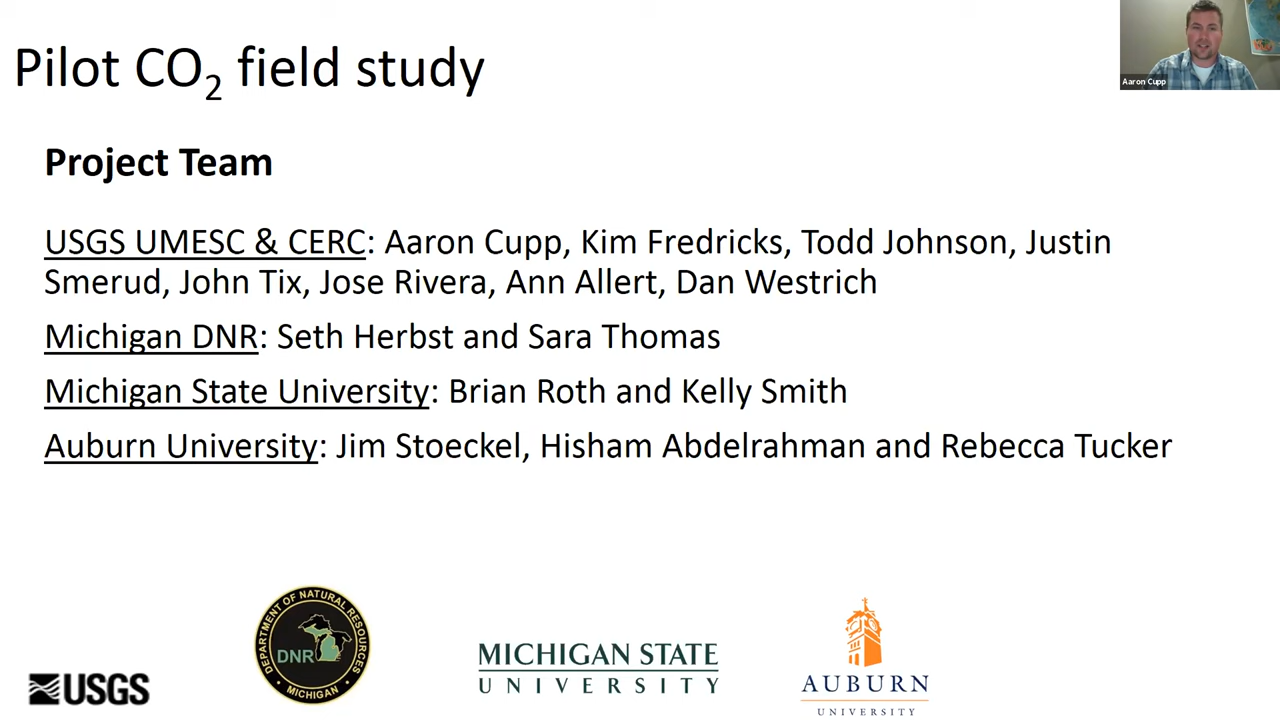 Pilot CO2 field study
Aaron Cupp
Project Team
USGS UMESC & CERC: Aaron Cupp, Kim Fredricks, Todd Johnson, Justin
Smerud, John Tix, Jose Rivera, Ann Allert, Dan Westrich
Michigan DNR: Seth Herbst and Sara Thomas
Michigan State University: Brian Roth and Kelly Smith
Auburn University: Jim Stoeckel, Hisham Abdelrahman and Rebecca Tucker
USGS
DEPARTMENT OF NATURAL RESOURCES
DNR
MICHIGAN
MICHIGAN STATE
UNIVERSITY
AUBURN
UNIVERSITY